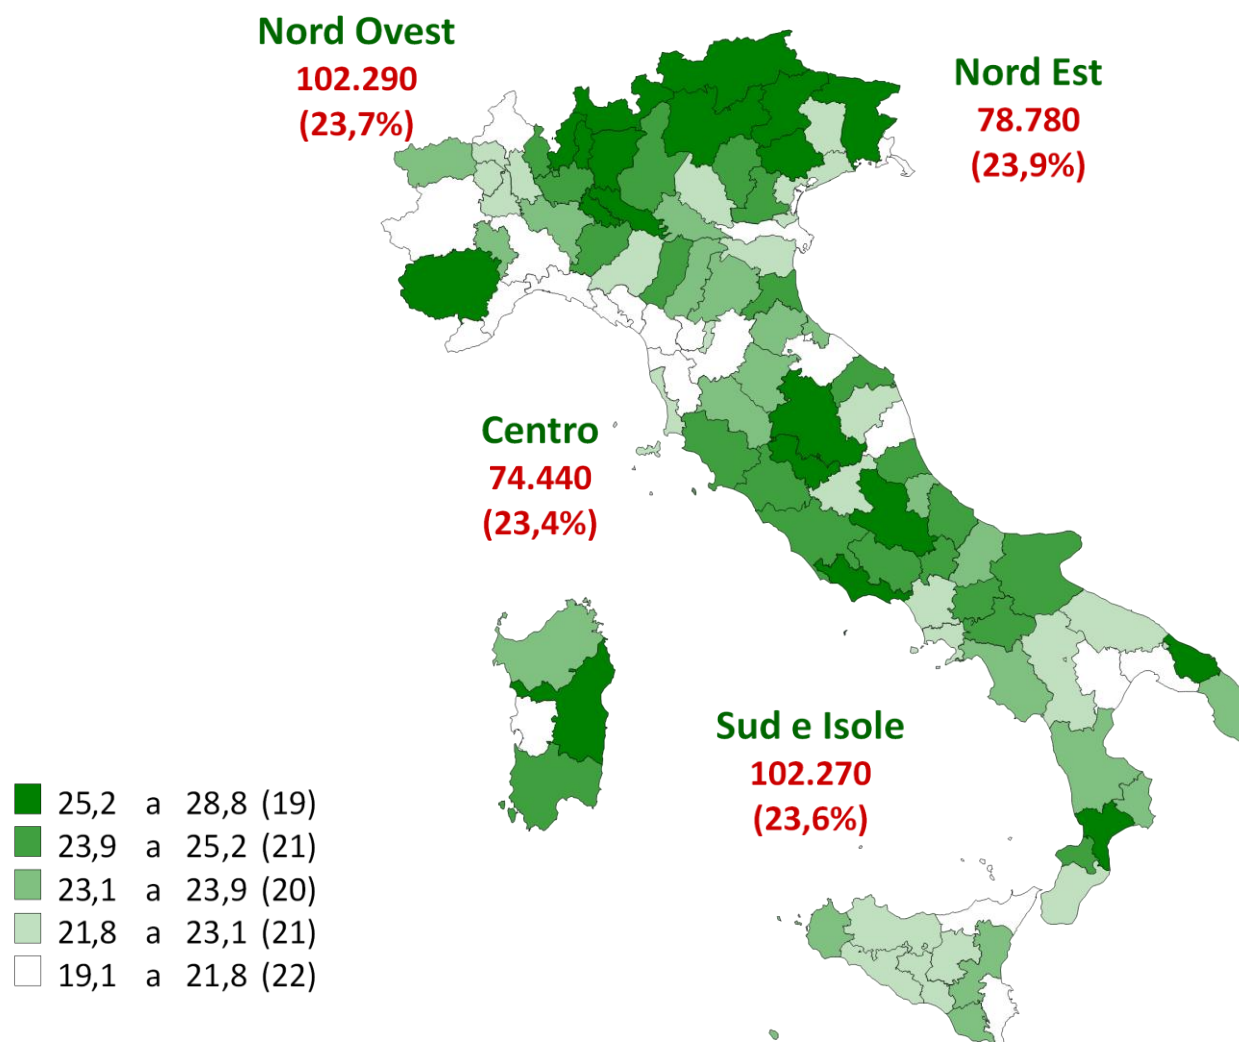 Nord Ovest
102.290
(23,7%)
Nord Est
78.780
(23,9%)
Centro
74.440
(23,4%)
Sud e Isole
102.270
(23,6%)
25,2 a 28,8 (19)
23,9 a 25,2 (21)
23,1 a 23,9 (20)
21,8 a 23,1 (21)
19,1 a 21,8 (22)